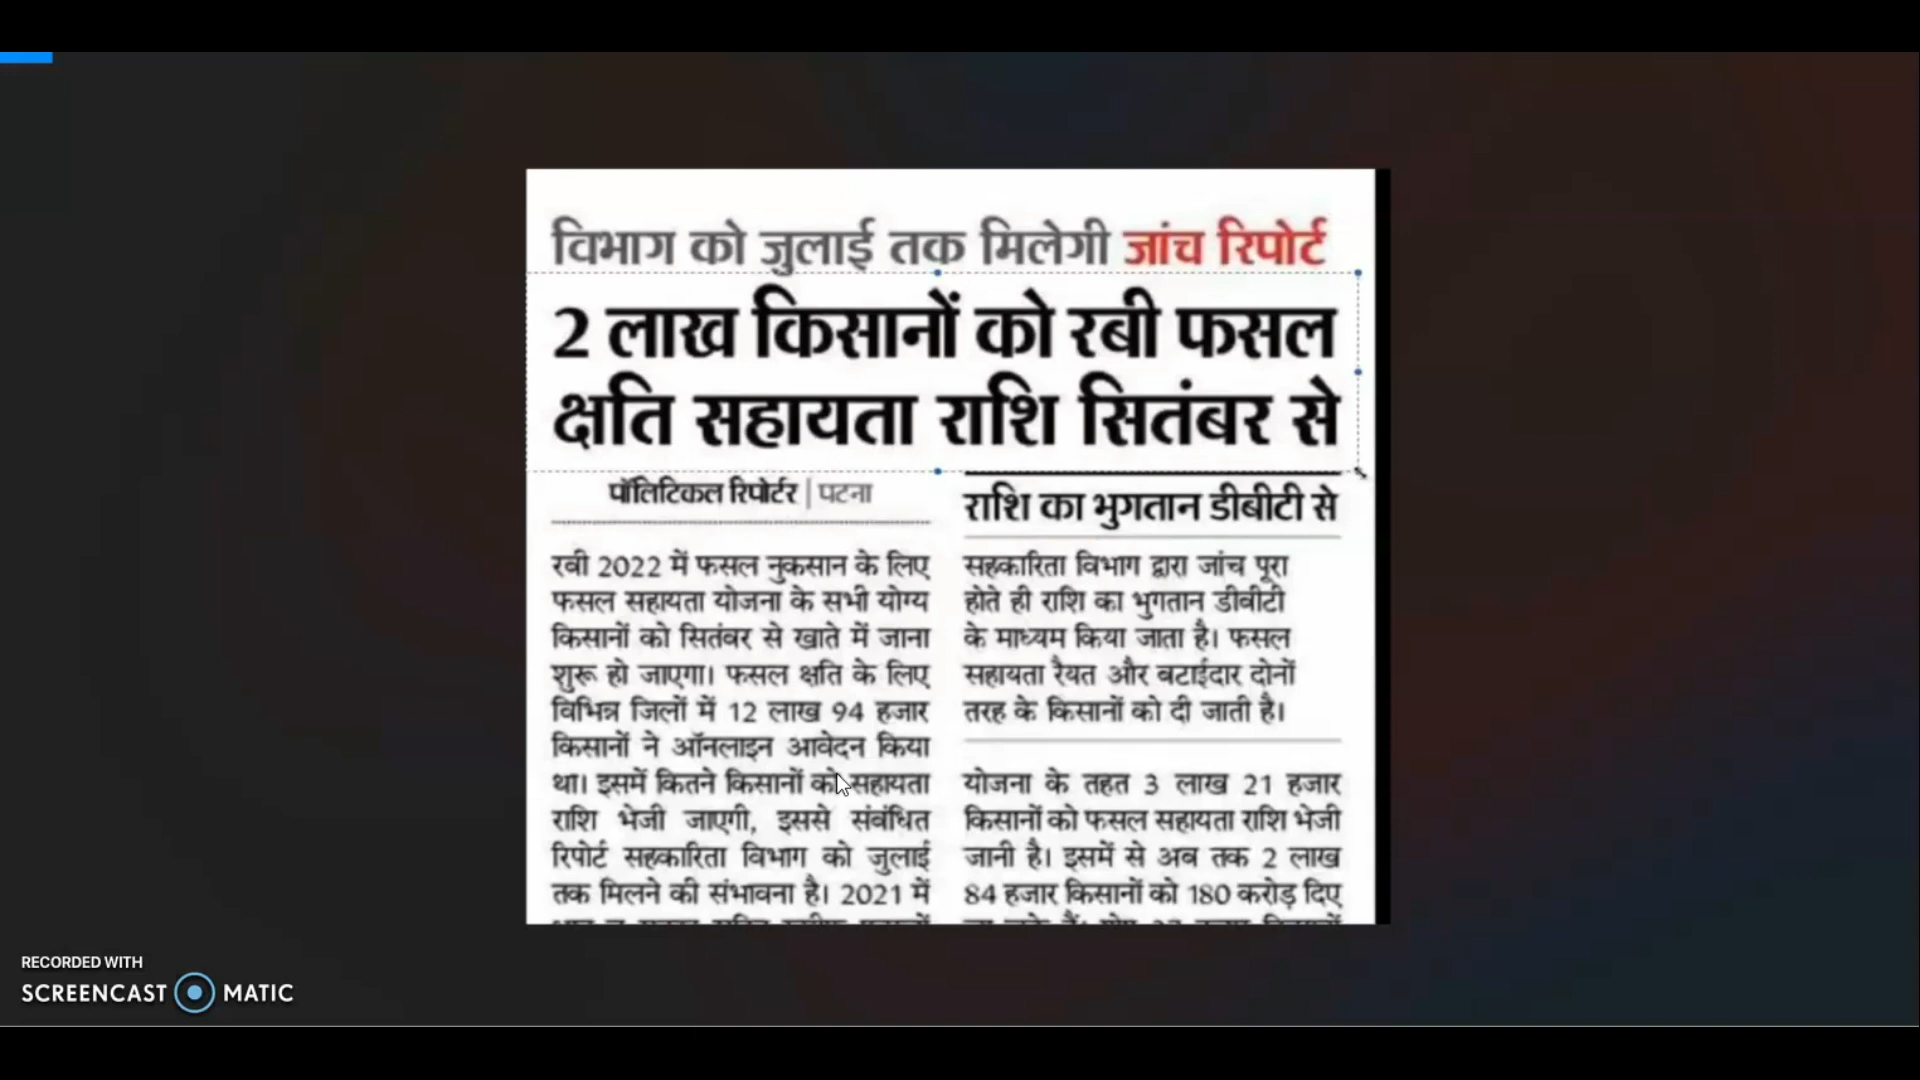 विभाग को जुलाई तक मिलेगी जांच रिपोर्ट
2 लाख किसानों को रबी फसल
क्षति सहायता राशि सितंबर से
पॉलिटिकल रिपोर्टर | पटना
रबी 2022 में फसल नुकसान के लिए
फसल सहायता योजना के सभी योग्य
किसानों को सितंबर से खाते में जाना
शुरू हो जाएगा। फसल क्षति के लिए
विभिन्न जिलों में 12 लाख 94 हजार
किसानों ने ऑनलाइन आवेदन किया
था। इसमें कितने किसानों को सहायता
राशि भेजी जाएगी, इससे संबंधित
रिपोर्ट सहकारिता विभाग को जुलाई
तक मिलने की संभावना है। 2021 में
राशि का भुगतान डीबीटी से
सहकारिता विभाग द्वारा जांच पूरा
होते ही राशि का भुगतान डीबीटी
के माध्यम किया जाता है। फसल
सहायता रैयत और बटाईदार दोनों
तरह के किसानों को दी जाती है।
योजना के तहत 3 लाख 21 हजार
किसानों को फसल सहायता राशि भेजी
जानी है। इसमें से अब तक 2 लाख
84 हजार किसानों को 180 करोड़ दिए
RECORDED WITH
SCREENCAST MATIC